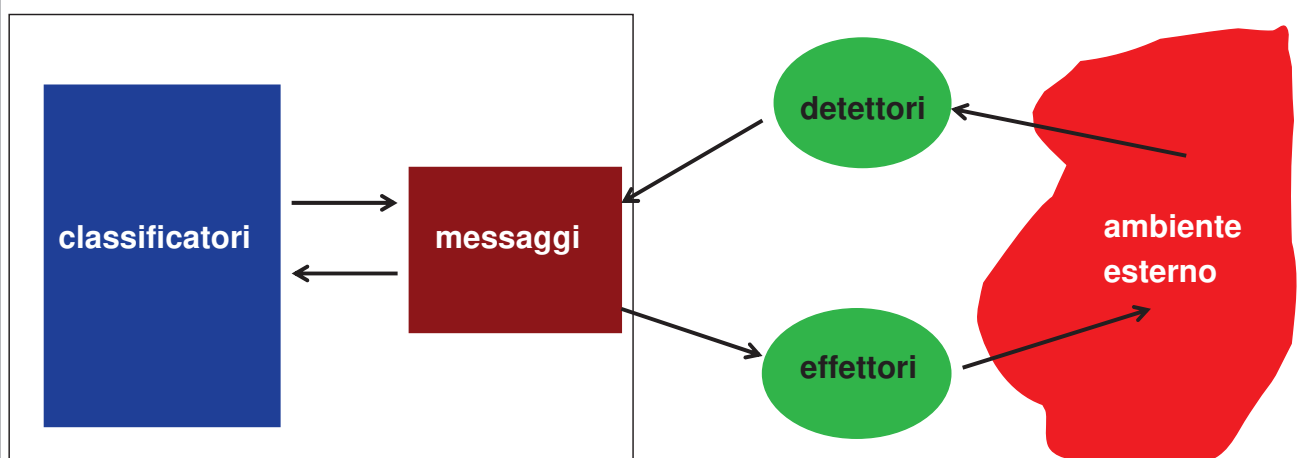 detettori
classificatori
messaggi
ambiente
esterno
effettori